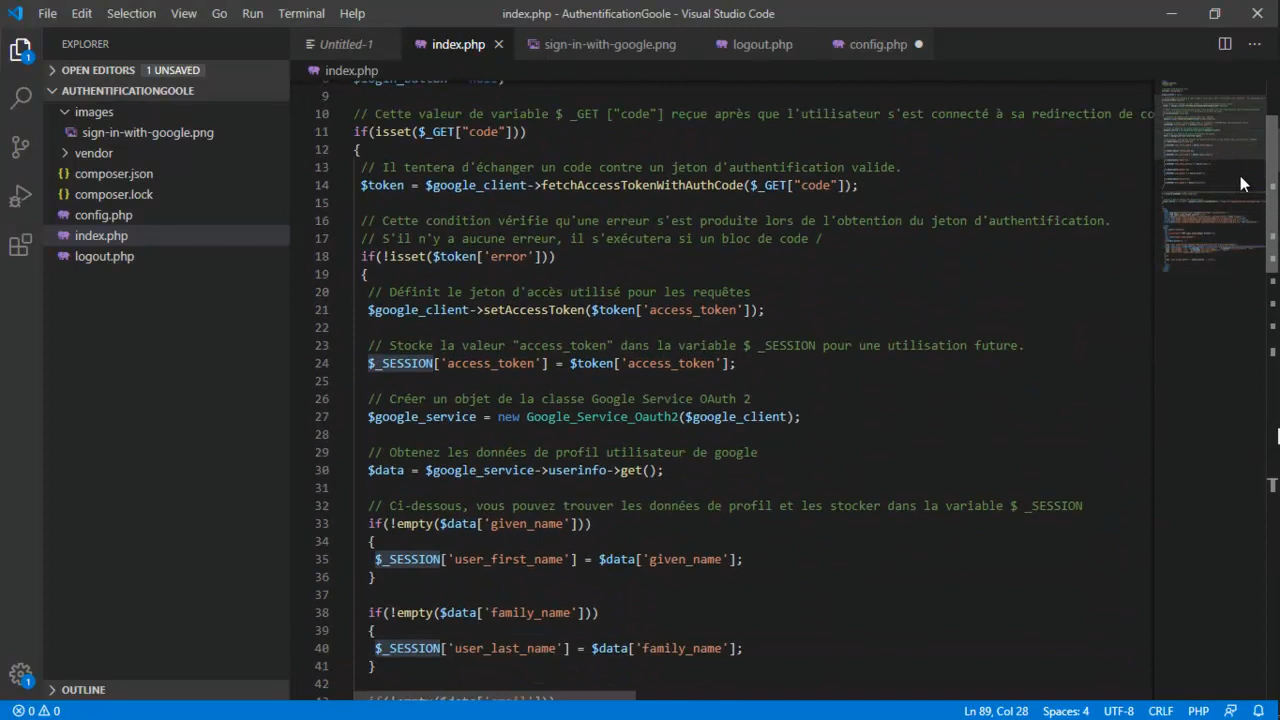 File Edit Selection View Go Run Terminal Help index.php - AuthentificationGoole - Visual Studio Code
EXPLORER Untitled-1 index.php sign-in-with-google.png logout.php config.php
OPEN EDITORS 1 UNSAVED
index.php
AUTHENTIFICATIONGOOLE
images
sign-in-with-google.png
vendor
composer.json
composer.lock
config.php
index.php
logout.php
OUTLINE
9
10 // Cette valeur de variable $ _GET ["code"] reçue après que l'utilisateur s'est connecté à sa redirection de co
11 if(isset($_GET["code"]))
12 {
13 // Il tentera d'échanger un code contre un jeton d'authentification valide.
14 $token = $google_client->fetchAccessTokenWithAuthCode($_GET["code"]);
15
16 // Cette condition vérifie qu'une erreur s'est produite lors de l'obtention du jeton d'authentification.
17 // S'il n'y a aucune erreur, il s'exécutera si un bloc de code /
18 if(!isset($token['error']))
19 {
20 // Définit le jeton d'accès utilisé pour les requêtes
21 $google_client->setAccessToken($token['access_token']);
22
23 // Stocke la valeur "access_token" dans la variable $ _SESSION pour une utilisation future.
24 $_SESSION['access_token'] = $token['access_token'];
25
26 // Créer un objet de la classe Google Service OAuth 2
27 $google_service = new Google_Service_Oauth2($google_client);
28
29 // Obtenez les données de profil utilisateur de google
30 $data = $google_service->userinfo->get();
31
32 // Ci-dessous, vous pouvez trouver les données de profil et les stocker dans la variable $ _SESSION
33 if(!empty($data['given_name']))
34 {
35 $_SESSION['user_first_name'] = $data['given_name'];
36 }
37
38 if(!empty($data['family_name']))
39 {
40 $_SESSION['user_last_name'] = $data['family_name'];
41 }
42
0 0 Ln 89, Col 28 Spaces: 4 UTF-8 CRLF PHP